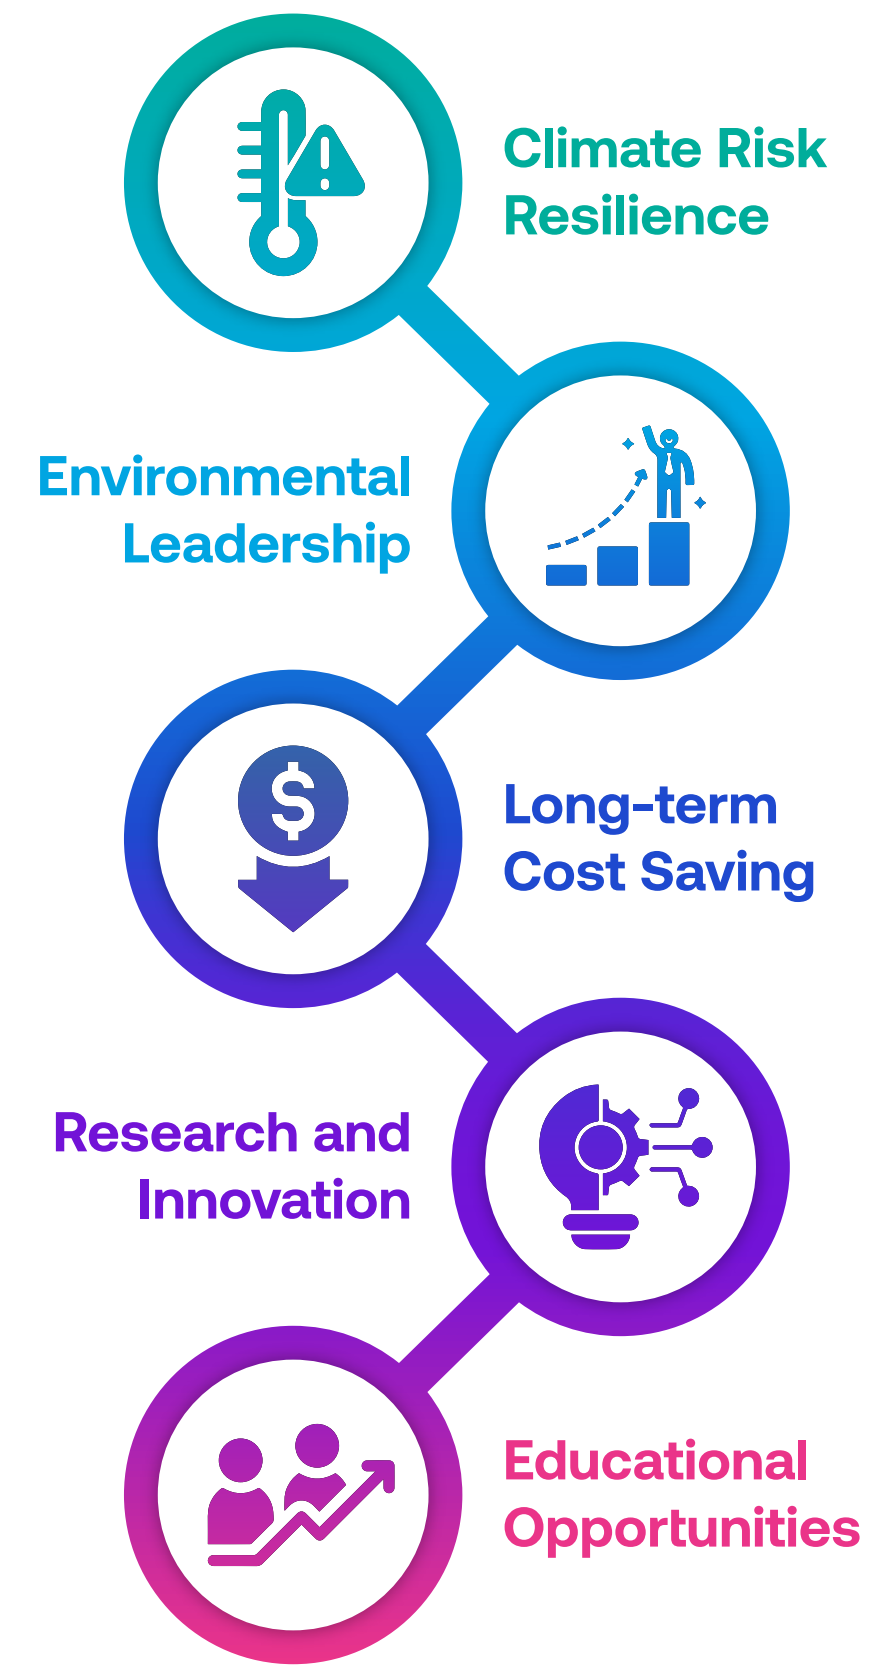 Climate Risk
Resilience
Environmental
Leadership
$
Long-term
Cost Saving
Research and
Innovation
Educational
Opportunities